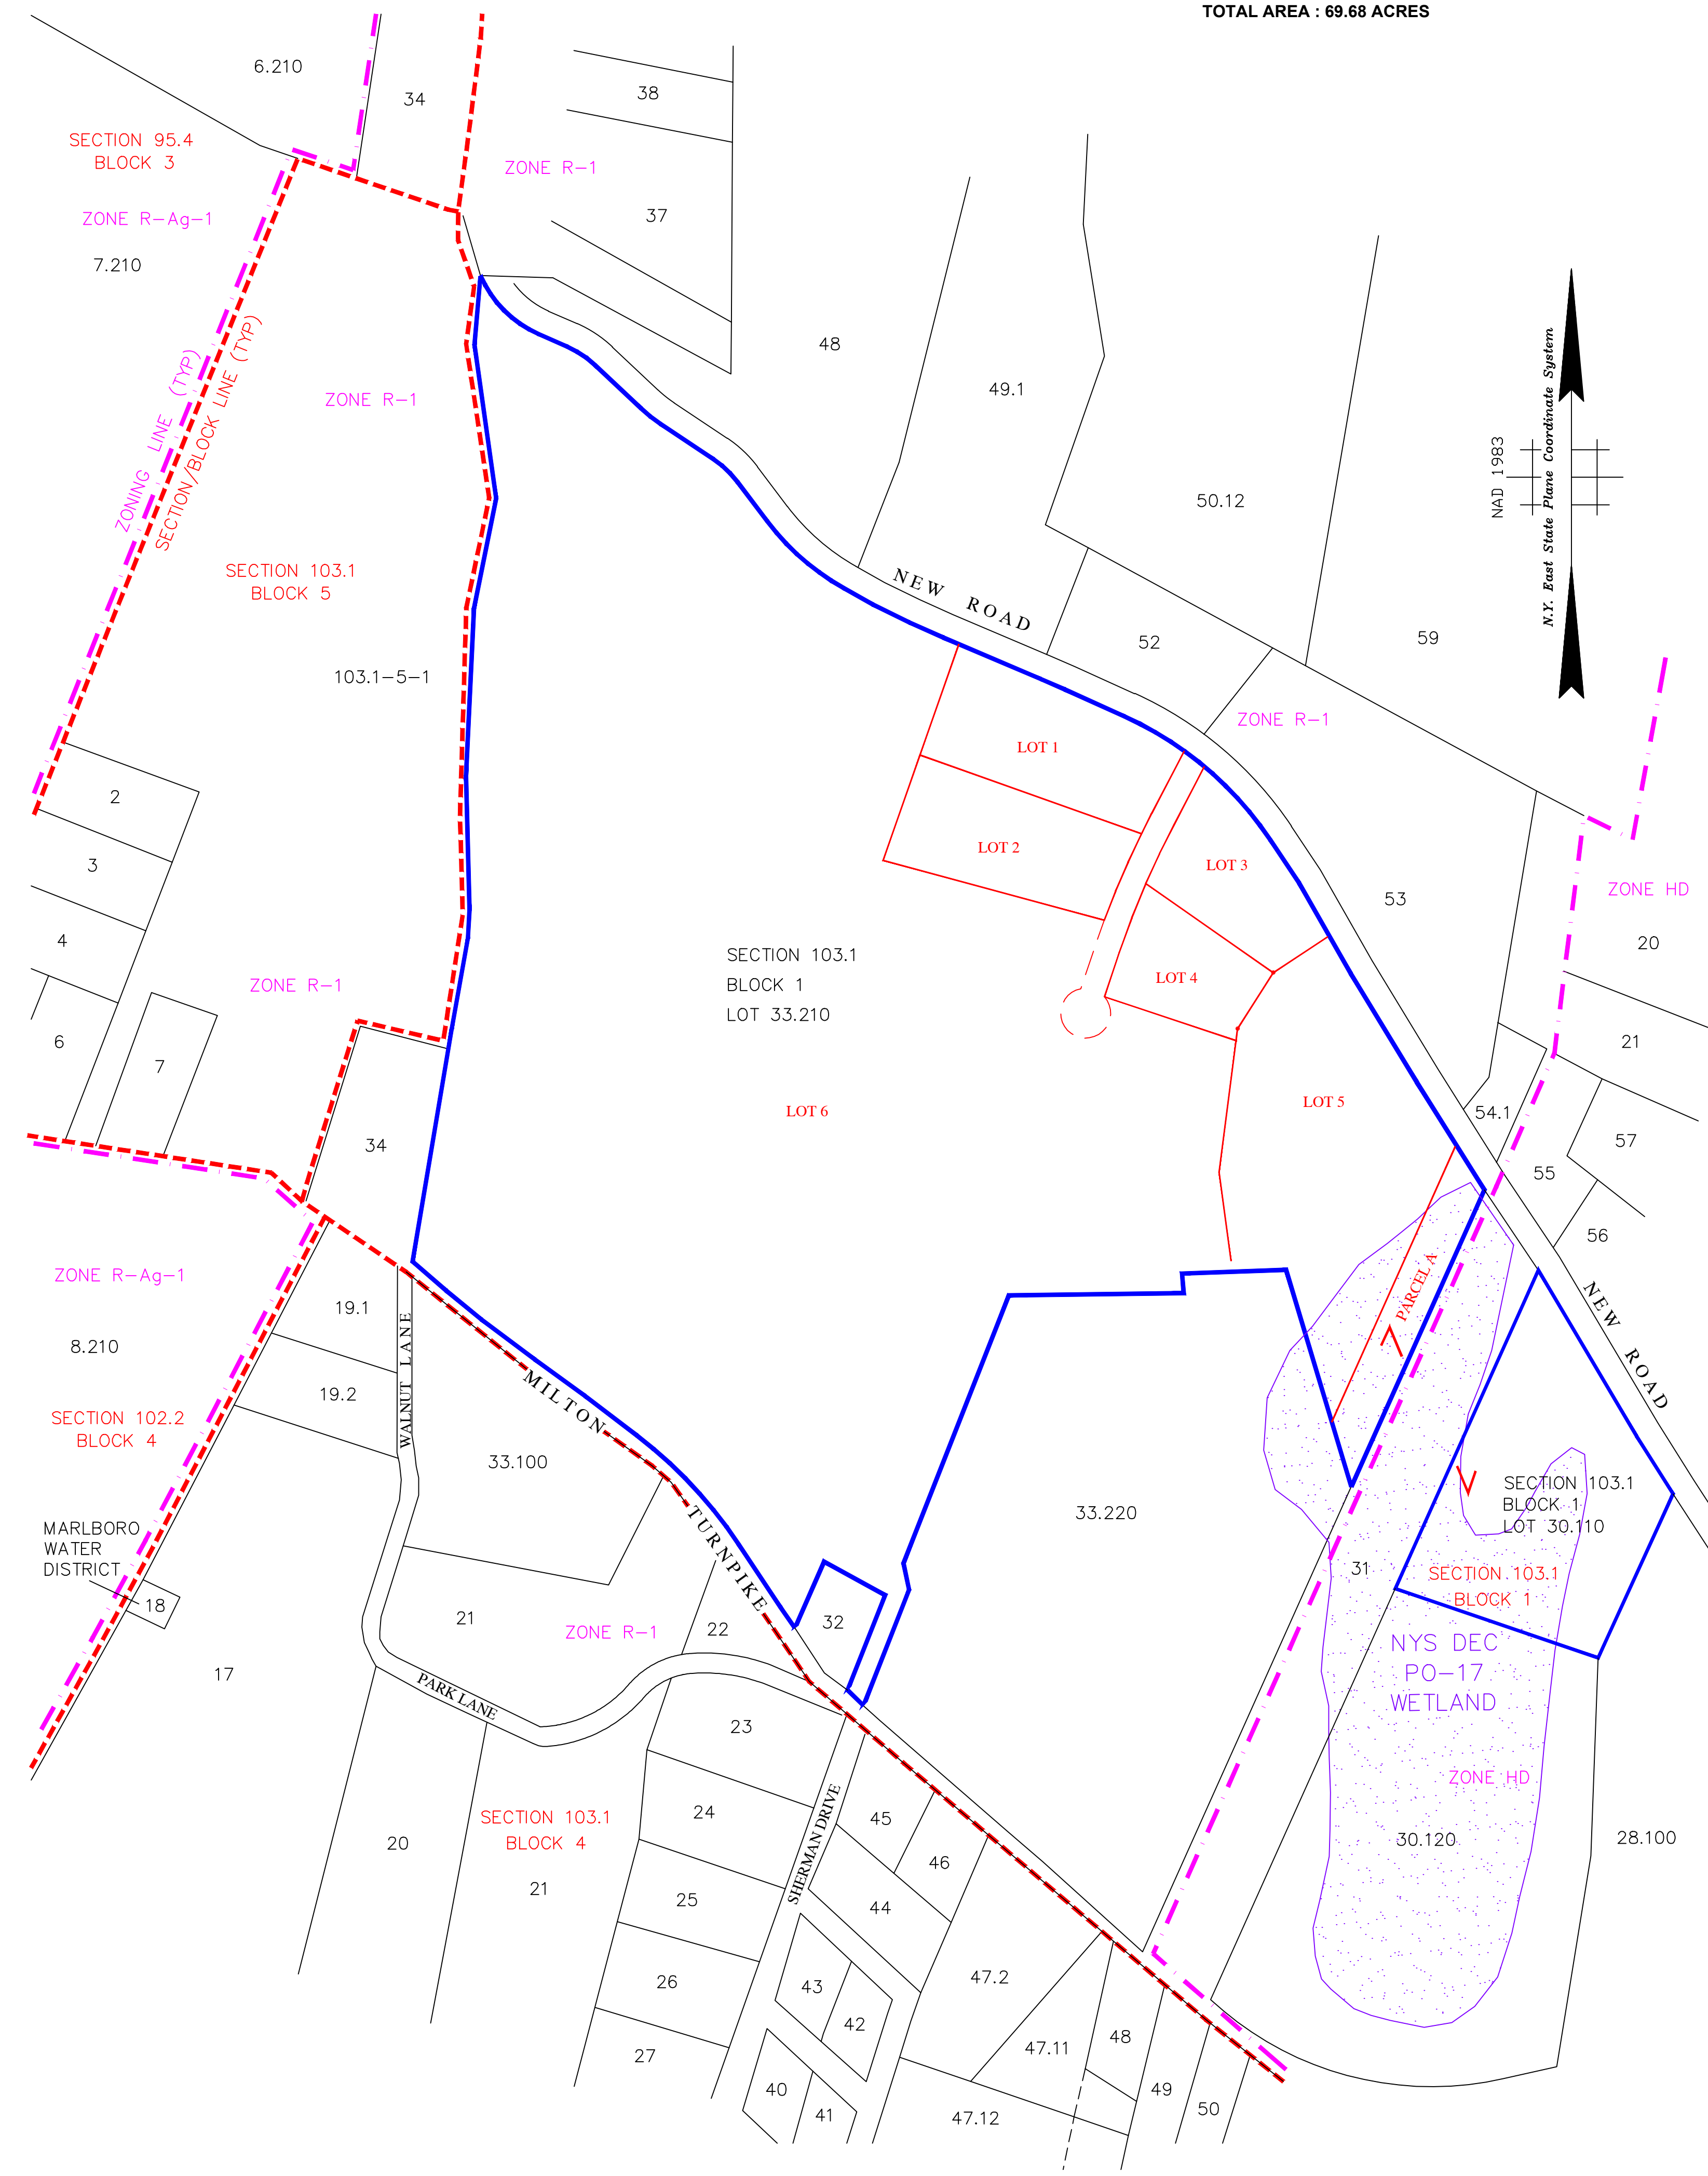 TOTAL AREA : 69.68 ACRES
6.210
34
38
SECTION 95.4
BLOCK 3
ZONE R-1
ZONE R-Ag-1
37
7.210
48
49.1
ZONE R-1
ZONING LINE (TYP)
SECTION/BLOCK LINE (TYP)
NAD 1983
N.Y. East State Plane Coordinate System
50.12
SECTION 103.1
BLOCK 5
NEW ROAD
52
59
103.1-5-1
ZONE R-1
LOT 1
2
LOT 2
3
LOT 3
53
ZONE HD
4
20
SECTION 103.1
BLOCK 1
LOT 33.210
LOT 4
ZONE R-1
6
7
21
LOT 6
LOT 5
54.1
57
34
55
56
ZONE R-Ag-1
PARCEL A
NEW ROAD
19.1
8.210
WALNUT LANE
19.2
MILTON
TURNPIKE
SECTION 102.2
BLOCK 4
33.100
33.220
SECTION 103.1
BLOCK 1
LOT 30.110
MARLBORO
WATER
DISTRICT
18
31
SECTION 103.1
BLOCK 1
21
ZONE R-1
22
32
NYS DEC
PO-17
WETLAND
17
PARK LANE
23
ZONE HD
24
45
SECTION 103.1
BLOCK 4
SHERMAN DRIVE
20
46
30.120
28.100
21
25
44
26
43
47.2
42
48
47.11
27
40
49
41
47.12
50